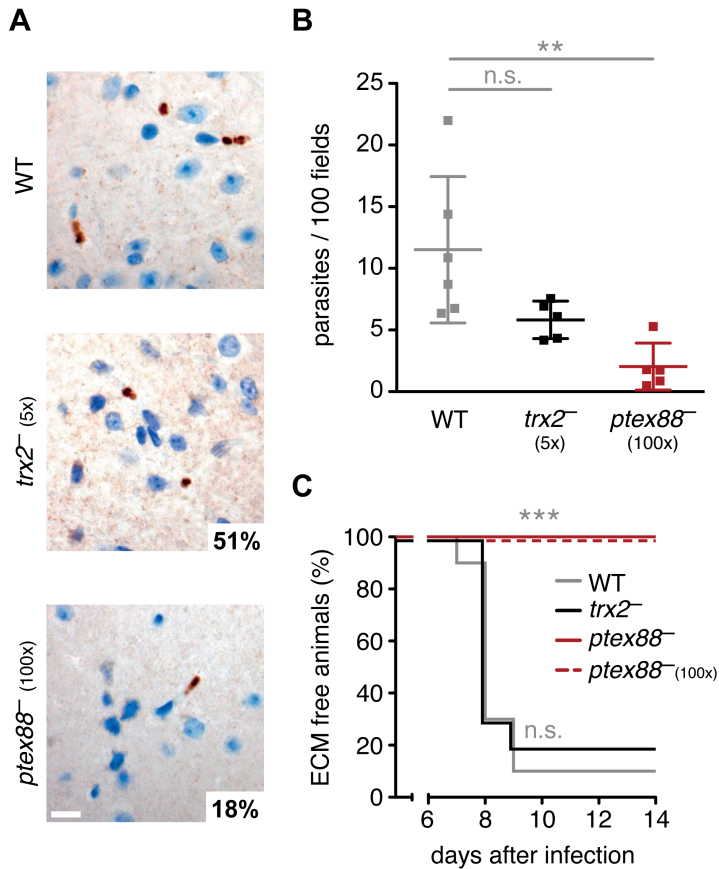 A
WT
trx2– (5x)
51%
ptex88– (100x)
18%
B
**
n.s.
parasites / 100 fields
25
20
15
10
5
0
WT
trx2–
(5x)
ptex88–
(100x)
C
***
ECM free animals (%)
100
80
60
40
20
0
WT
trx2–
ptex88–
ptex88–(100x)
n.s.
6 8 10 12 14
days after infection